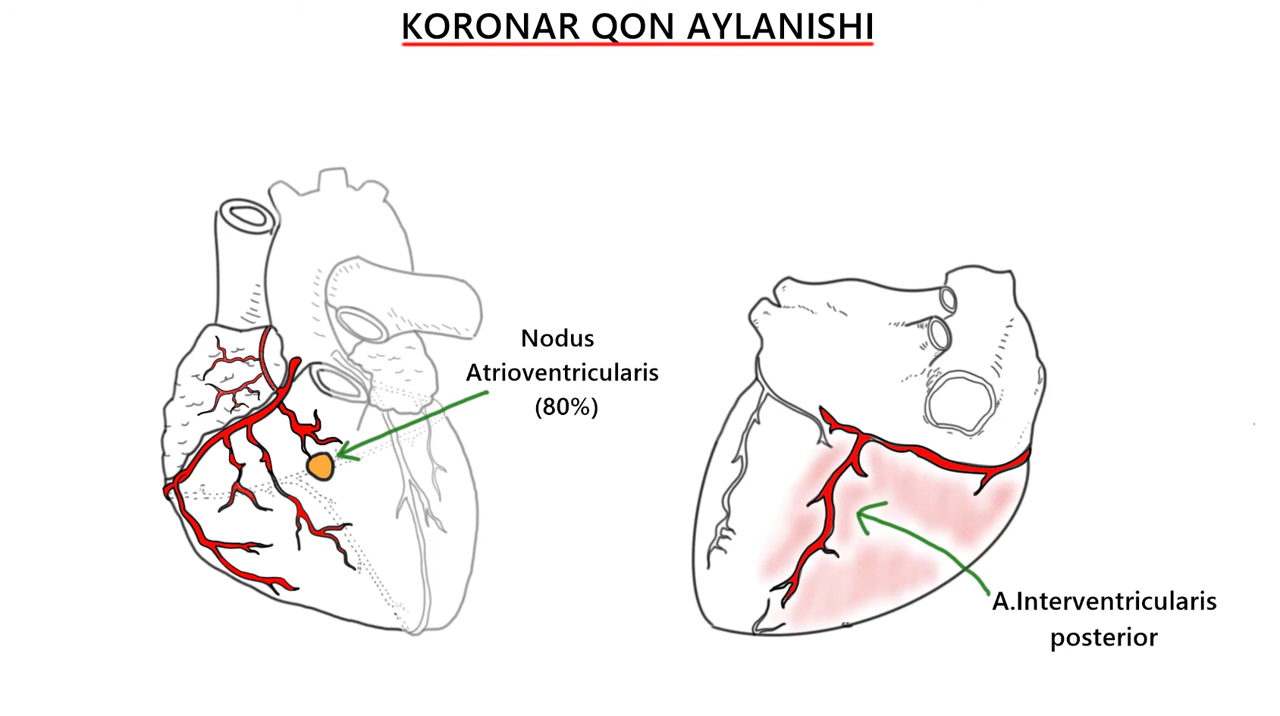 KORONAR QON AYLANISHI
Nodus
Atrioventricularis
(80%)
A.Interventricularis
posterior